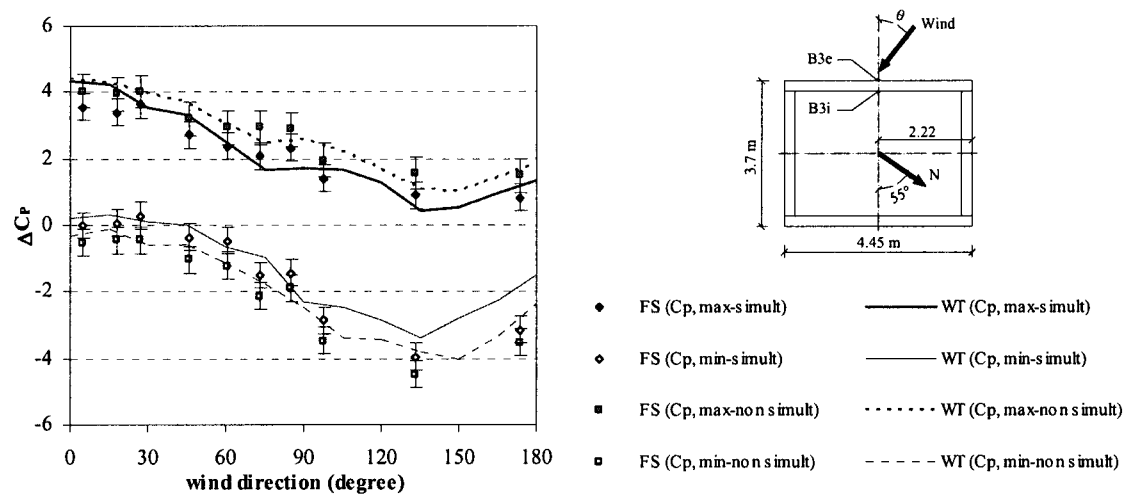 6
4
2
0
-2
-4
-6
ΔCP
0 30 60 90 120 150 180
wind direction (degree)
θ
Wind
B3e
B3i
2.22
3.7 m
N
55°
4.45 m
FS (Cp, max-simult)
WT (Cp, max-simult)
FS (Cp, min-simult)
WT (Cp, min-simult)
FS (Cp, max-non simult)
WT (Cp, max-non simult)
FS (Cp, min-non simult)
WT (Cp, min-non simult)